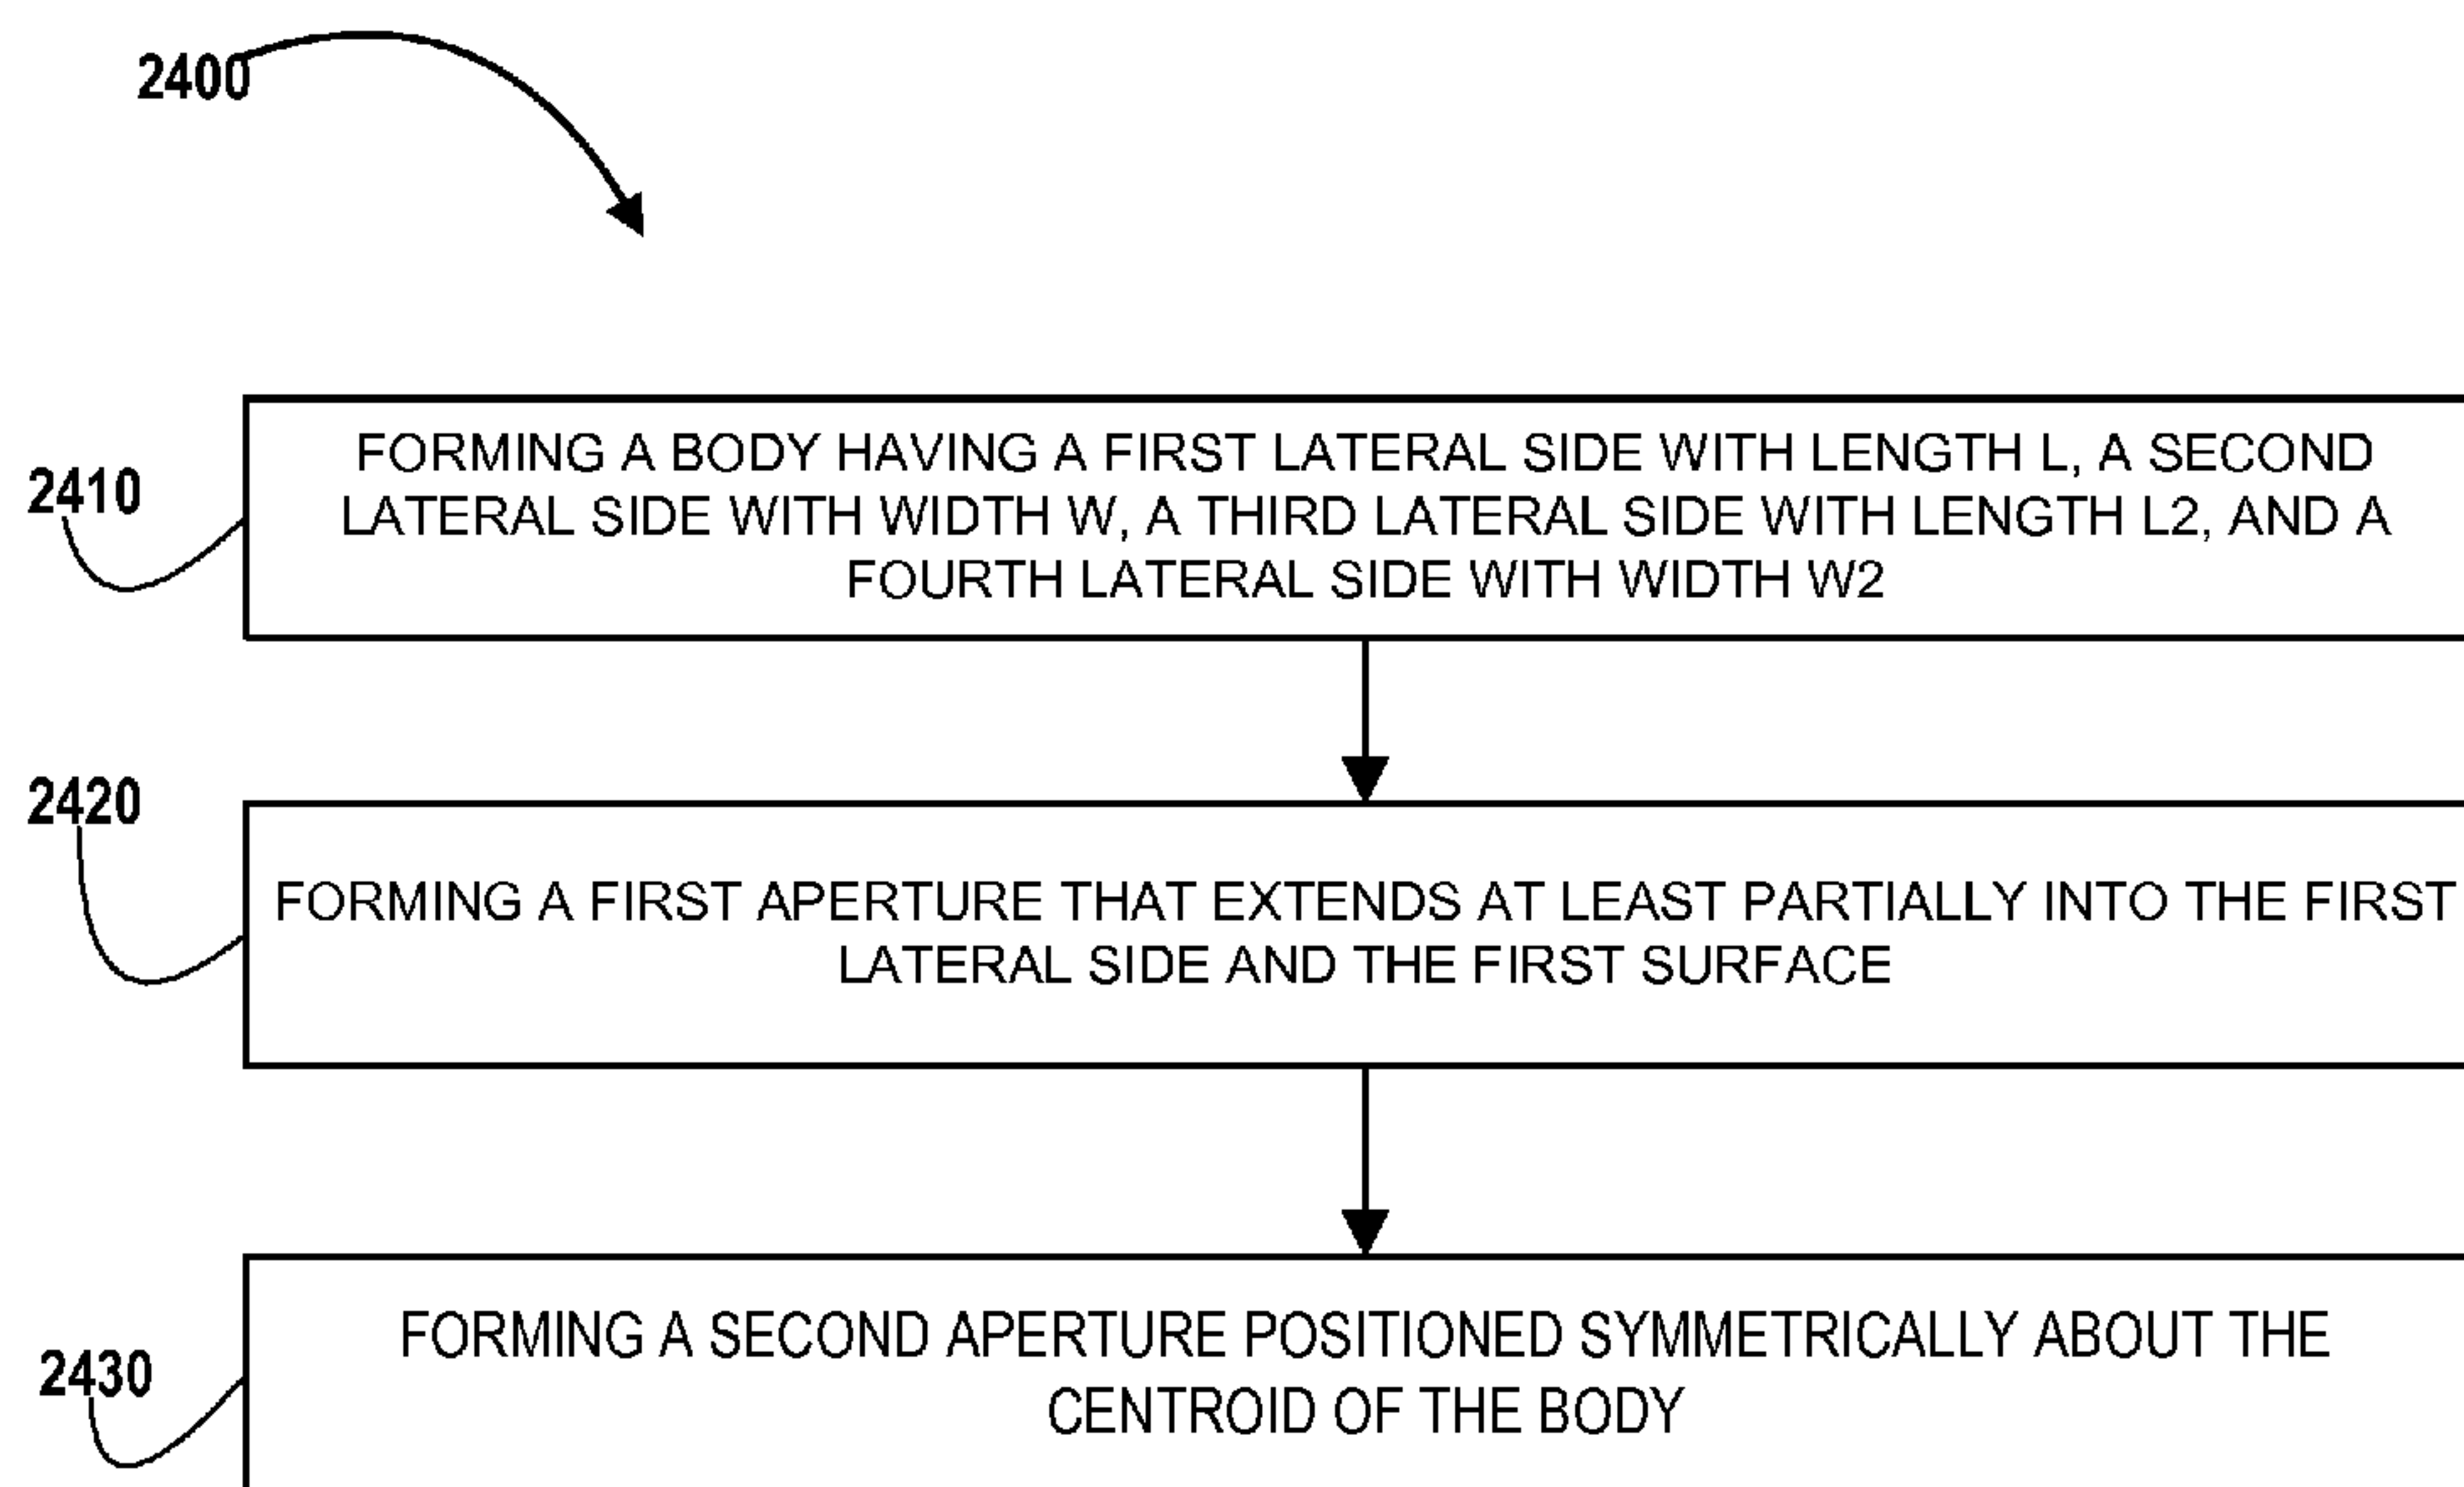 2400
2410
FORMING A BODY HAVING A FIRST LATERAL SIDE WITH LENGTH L, A SECOND
LATERAL SIDE WITH WIDTH W, A THIRD LATERAL SIDE WITH LENGTH L2, AND A
FOURTH LATERAL SIDE WITH WIDTH W2
2420
FORMING A FIRST APERTURE THAT EXTENDS AT LEAST PARTIALLY INTO THE FIRST
LATERAL SIDE AND THE FIRST SURFACE
2430
FORMING A SECOND APERTURE POSITIONED SYMMETRICALLY ABOUT THE
CENTROID OF THE BODY